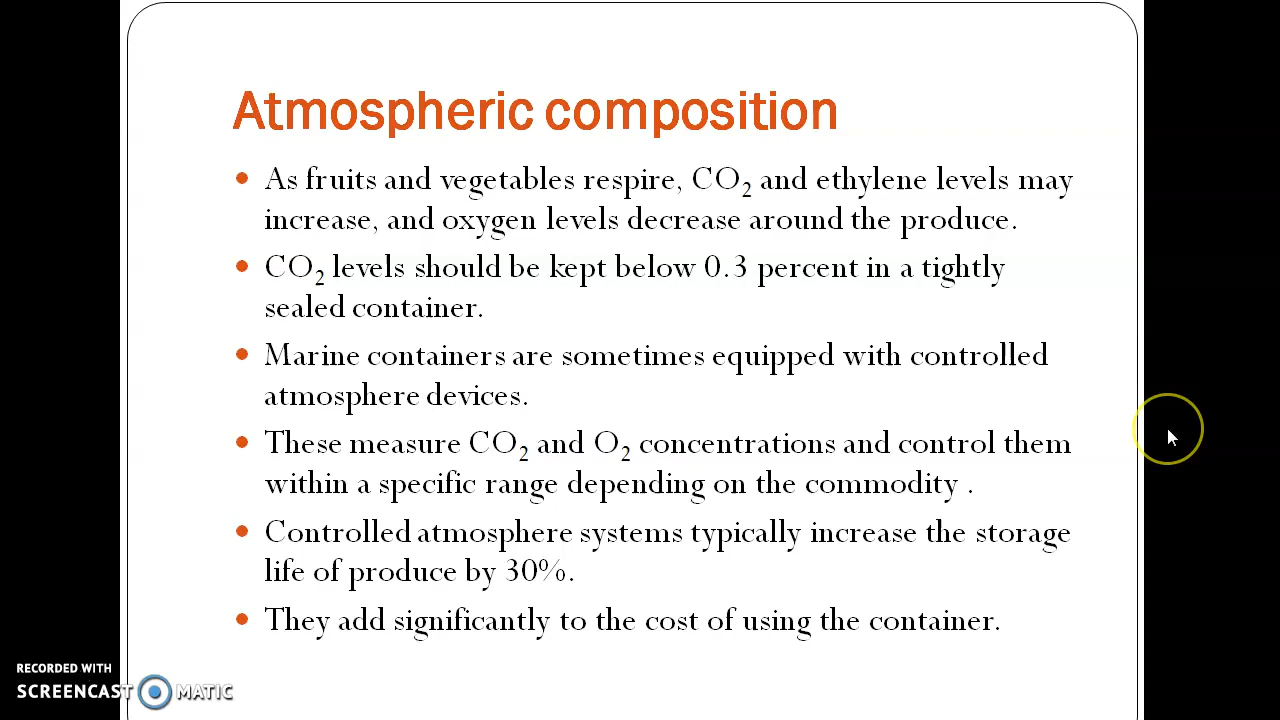 Atmospheric composition
• As fruits and vegetables respire, CO₂ and ethylene levels may
increase, and oxygen levels decrease around the produce.
• CO₂ levels should be kept below 0.3 percent in a tightly
sealed container.
• Marine containers are sometimes equipped with controlled
atmosphere devices.
• These measure CO₂ and O₂ concentrations and control them
within a specific range depending on the commodity .
• Controlled atmosphere systems typically increase the storage
life of produce by 30%.
• They add significantly to the cost of using the container.
RECORDED WITH
SCREENCAST MATIC